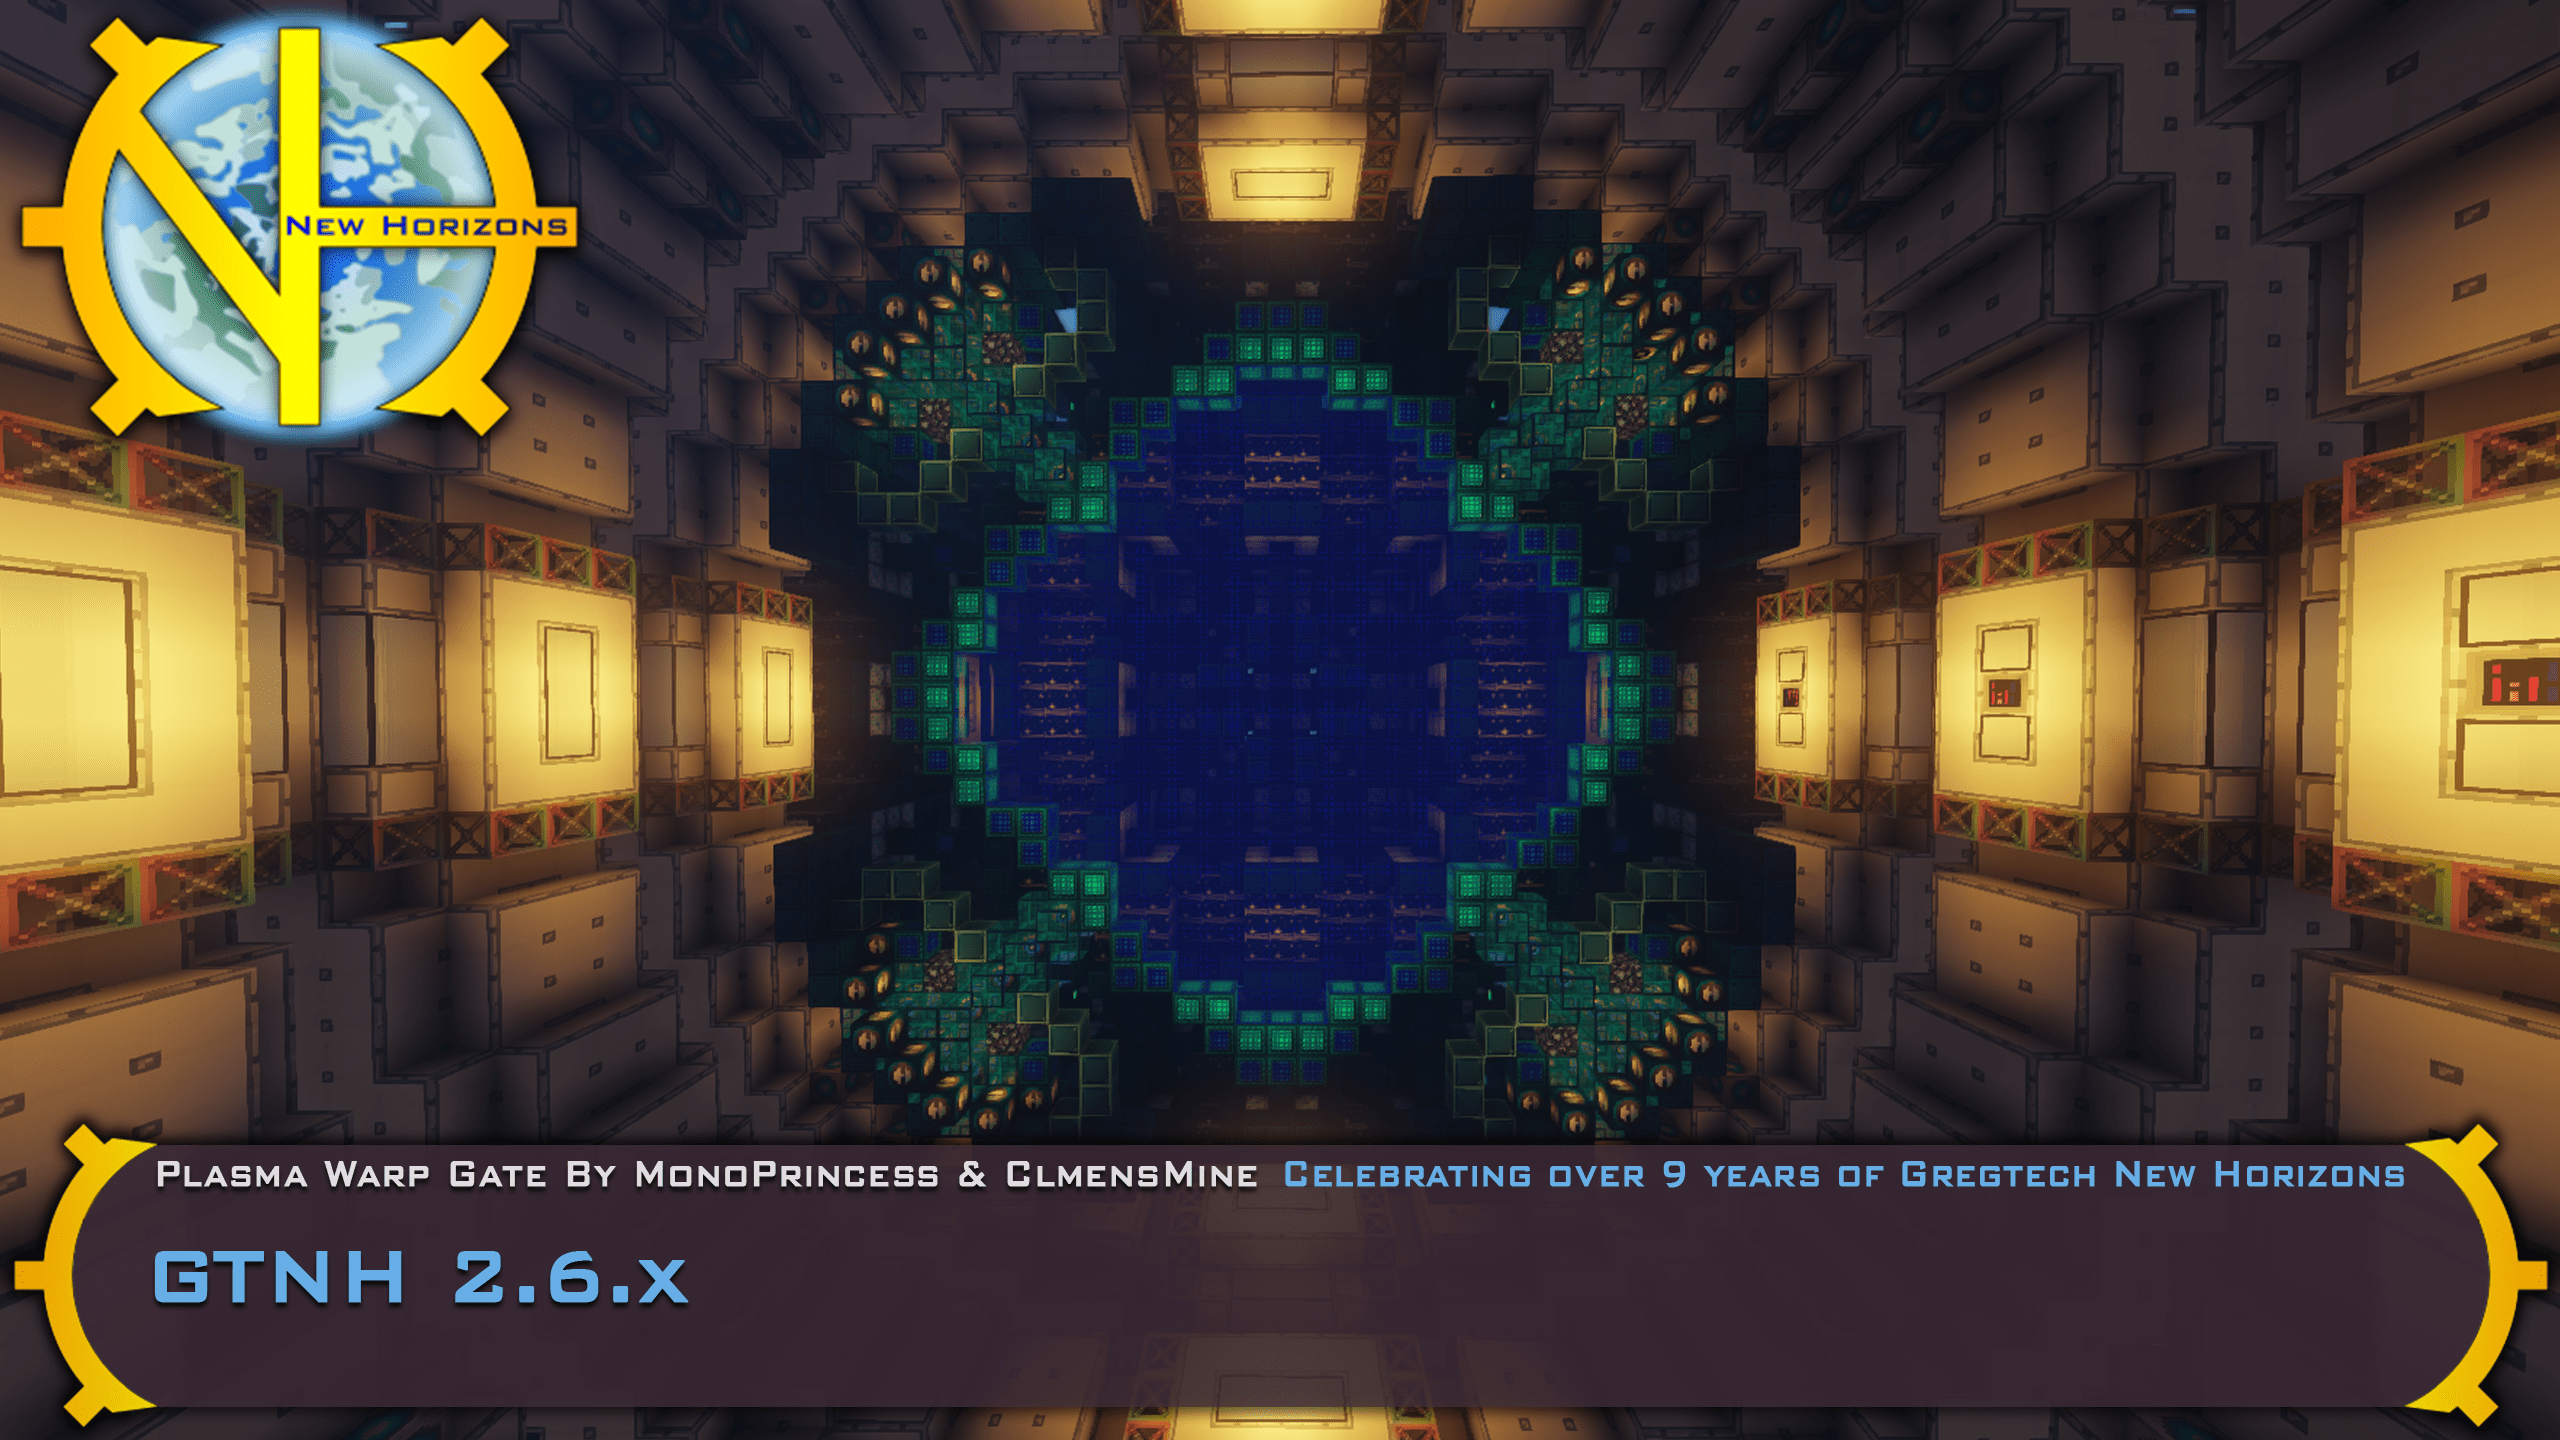 New Horizons
Plasma Warp Gate By MonoPrincess & ClmensMine Celebrating over 9 years of Gregtech New Horizons
GTNH 2.6.x